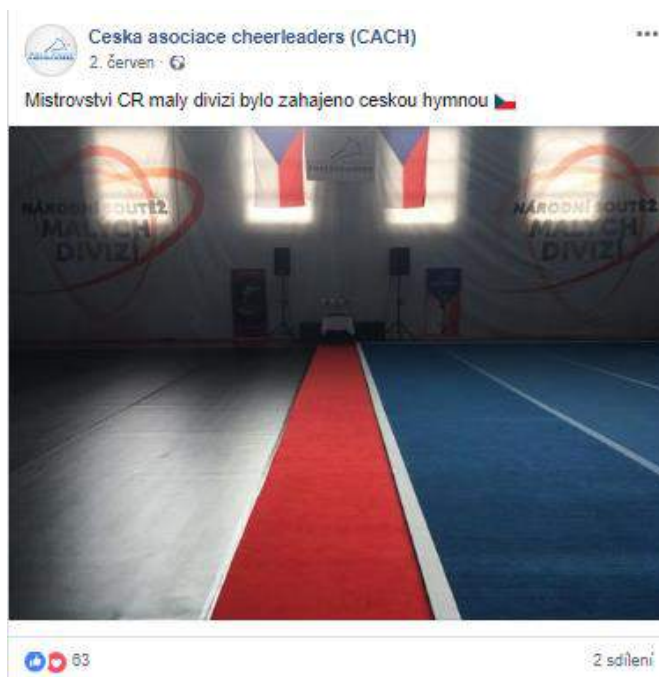 Ceska asociace cheerleaders (CACH)
2. červen
Mistrovstvi CR maly divizi bylo zahajeno ceskou hymnou
NÁRODNÍ SOUTĚŽ
MALÝCH
DIVIZÍ
NÁRODNÍ SOUTĚŽ
MALÝCH
DIVIZÍ
63
2 sdílení